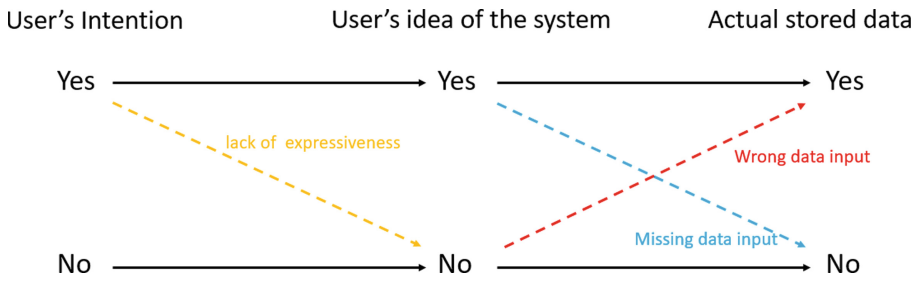 User's Intention
User's idea of the system
Actual stored data
Yes
Yes
Yes
lack of expressiveness
Wrong data input
Missing data input
No
No
No